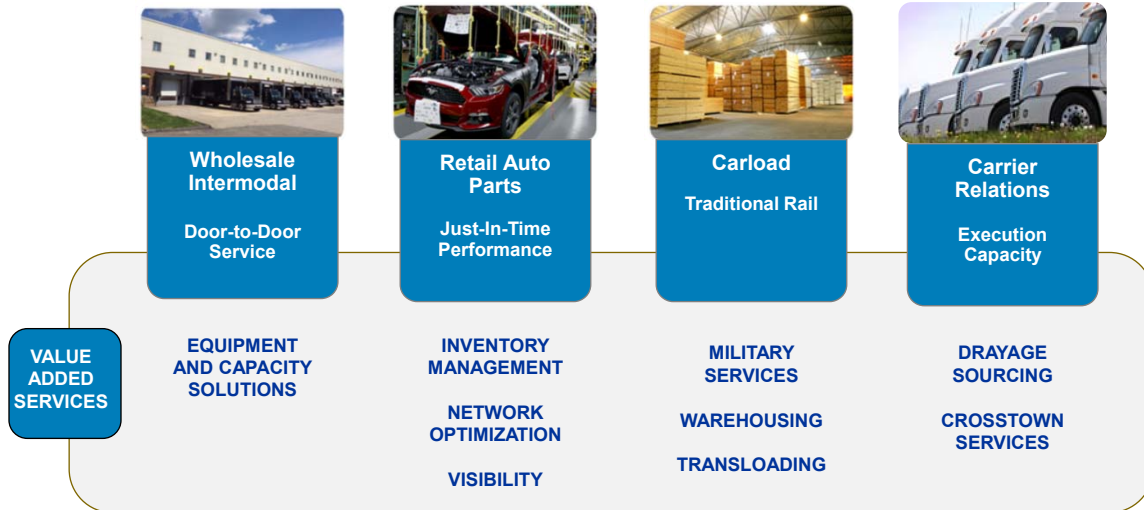 Wholesale
Intermodal
Door-to-Door
Service
Retail Auto
Parts
Just-In-Time
Performance
Carload
Traditional Rail
Carrier
Relations
Execution
Capacity
VALUE
ADDED
SERVICES
EQUIPMENT
AND CAPACITY
SOLUTIONS
INVENTORY
MANAGEMENT
NETWORK
OPTIMIZATION
VISIBILITY
MILITARY
SERVICES
WAREHOUSING
TRANSLOADING
DRAYAGE
SOURCING
CROSSTOWN
SERVICES